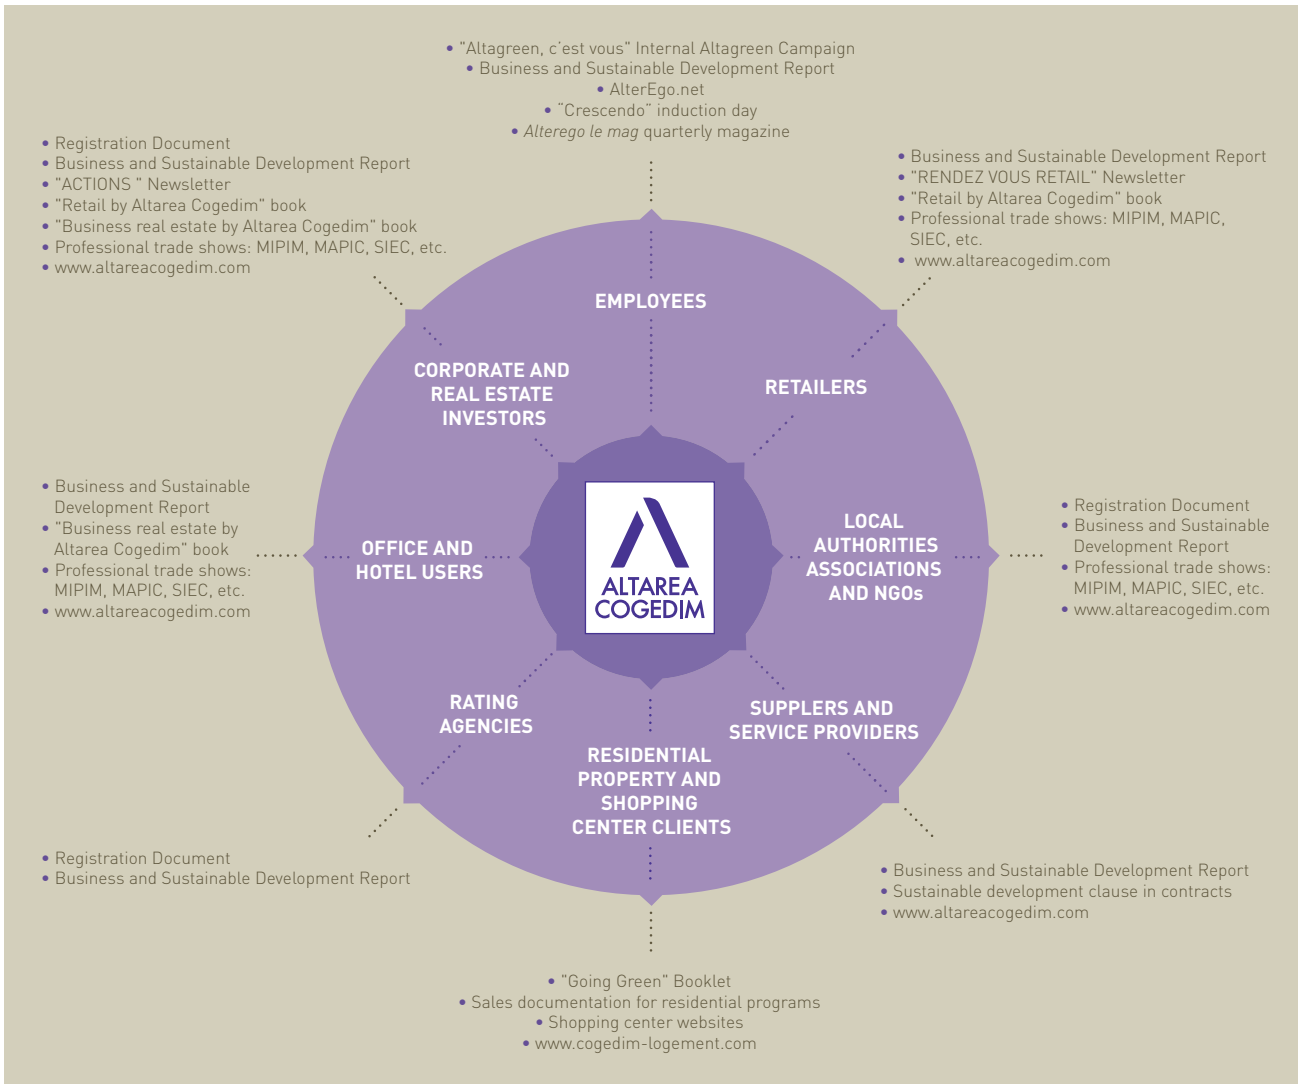 • "Altagreen, c'est vous" Internal Altagreen Campaign
• Business and Sustainable Development Report
• AlterEgo.net
• "Crescendo" induction day
• Alterego le mag quarterly magazine
• Registration Document
• Business and Sustainable Development Report
• "ACTIONS " Newsletter
• "Retail by Altarea Cogedim" book
• "Business real estate by Altarea Cogedim" book
• Professional trade shows: MIPIM, MAPIC, SIEC, etc.
• www.altareacogedim.com
• Business and Sustainable Development Report
• "RENDEZ VOUS RETAIL" Newsletter
• "Retail by Altarea Cogedim" book
• Professional trade shows: MIPIM, MAPIC,
SIEC, etc.
• www.altareacogedim.com
EMPLOYEES
CORPORATE AND
REAL ESTATE
INVESTORS
RETAILERS
• Business and Sustainable
Development Report
• "Business real estate by
Altarea Cogedim" book
• Professional trade shows:
MIPIM, MAPIC, SIEC, etc.
• www.altareacogedim.com
OFFICE AND
HOTEL USERS
ALTAREA
COGEDIM
LOCAL
AUTHORITIES
ASSOCIATIONS
AND NGOs
• Registration Document
• Business and Sustainable
Development Report
• Professional trade shows:
MIPIM, MAPIC, SIEC, etc.
• www.altareacogedim.com
RATING
AGENCIES
RESIDENTIAL
PROPERTY AND
SHOPPING
CENTER CLIENTS
SUPPLERS AND
SERVICE PROVIDERS
• Registration Document
• Business and Sustainable Development Report
• Business and Sustainable Development Report
• Sustainable development clause in contracts
• www.altareacogedim.com
• "Going Green" Booklet
• Sales documentation for residential programs
• Shopping center websites
• www.cogedim-logement.com